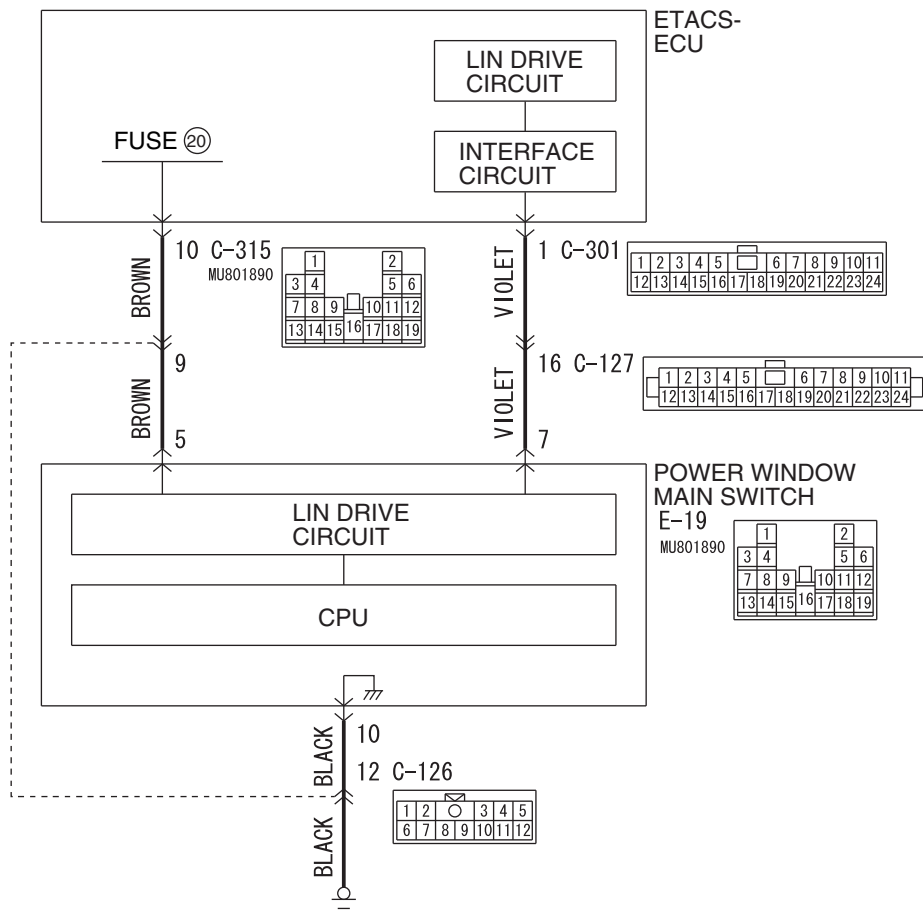 ETACS-
ECU
LIN DRIVE
CIRCUIT
FUSE 20
INTERFACE
CIRCUIT
10 C-315
MU801890
1 2
3 4 5 6
7 8 9 10 11 12
13 14 15 16 17 18 19
1 C-301
1 2 3 4 5 6 7 8 9 10 11
12 13 14 15 16 17 18 19 20 21 22 23 24
BROWN
VIOLET
9
16 C-127
1 2 3 4 5 6 7 8 9 10 11
12 13 14 15 16 17 18 19 20 21 22 23 24
BROWN
VIOLET
5
7
POWER WINDOW
MAIN SWITCH
E-19
MU801890
1 2
3 4 5 6
7 8 9 10 11 12
13 14 15 16 17 18 19
LIN DRIVE
CIRCUIT
CPU
BLACK
10
12 C-126
1 2 3 4 5
6 7 8 9 10 11 12
BLACK